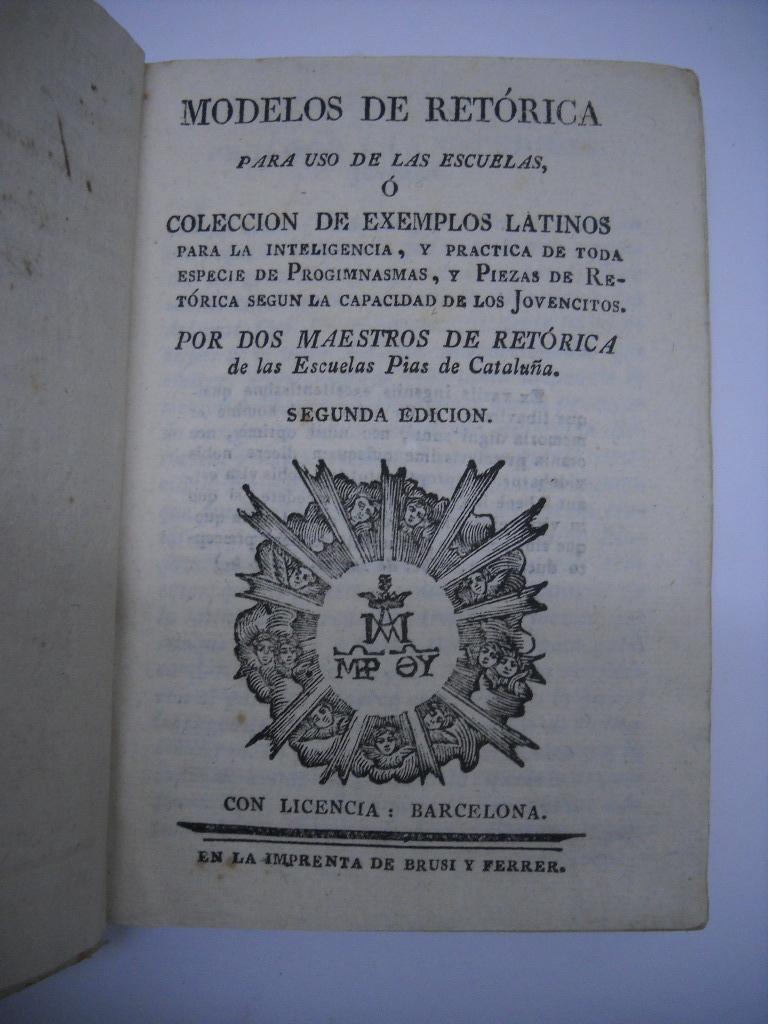 MODELOS DE RETÓRICA
PARA USO DE LAS ESCUELAS,
Ó
COLECCION DE EXEMPLOS LATINOS
PARA LA INTELIGENCIA, Y PRACTICA DE TODA
ESPECIE DE PROGIMNASMAS, Y PIEZAS DE RE-
TÓRICA SEGUN LA CAPACIDAD DE LOS JOVENCITOS.
POR DOS MAESTROS DE RETÓRICA
de las Escuelas Pias de Cataluña.
SEGUNDA EDICION.
MP ΘΥ
CON LICENCIA: BARCELONA.
EN LA IMPRENTA DE BRUSI Y FERRER.